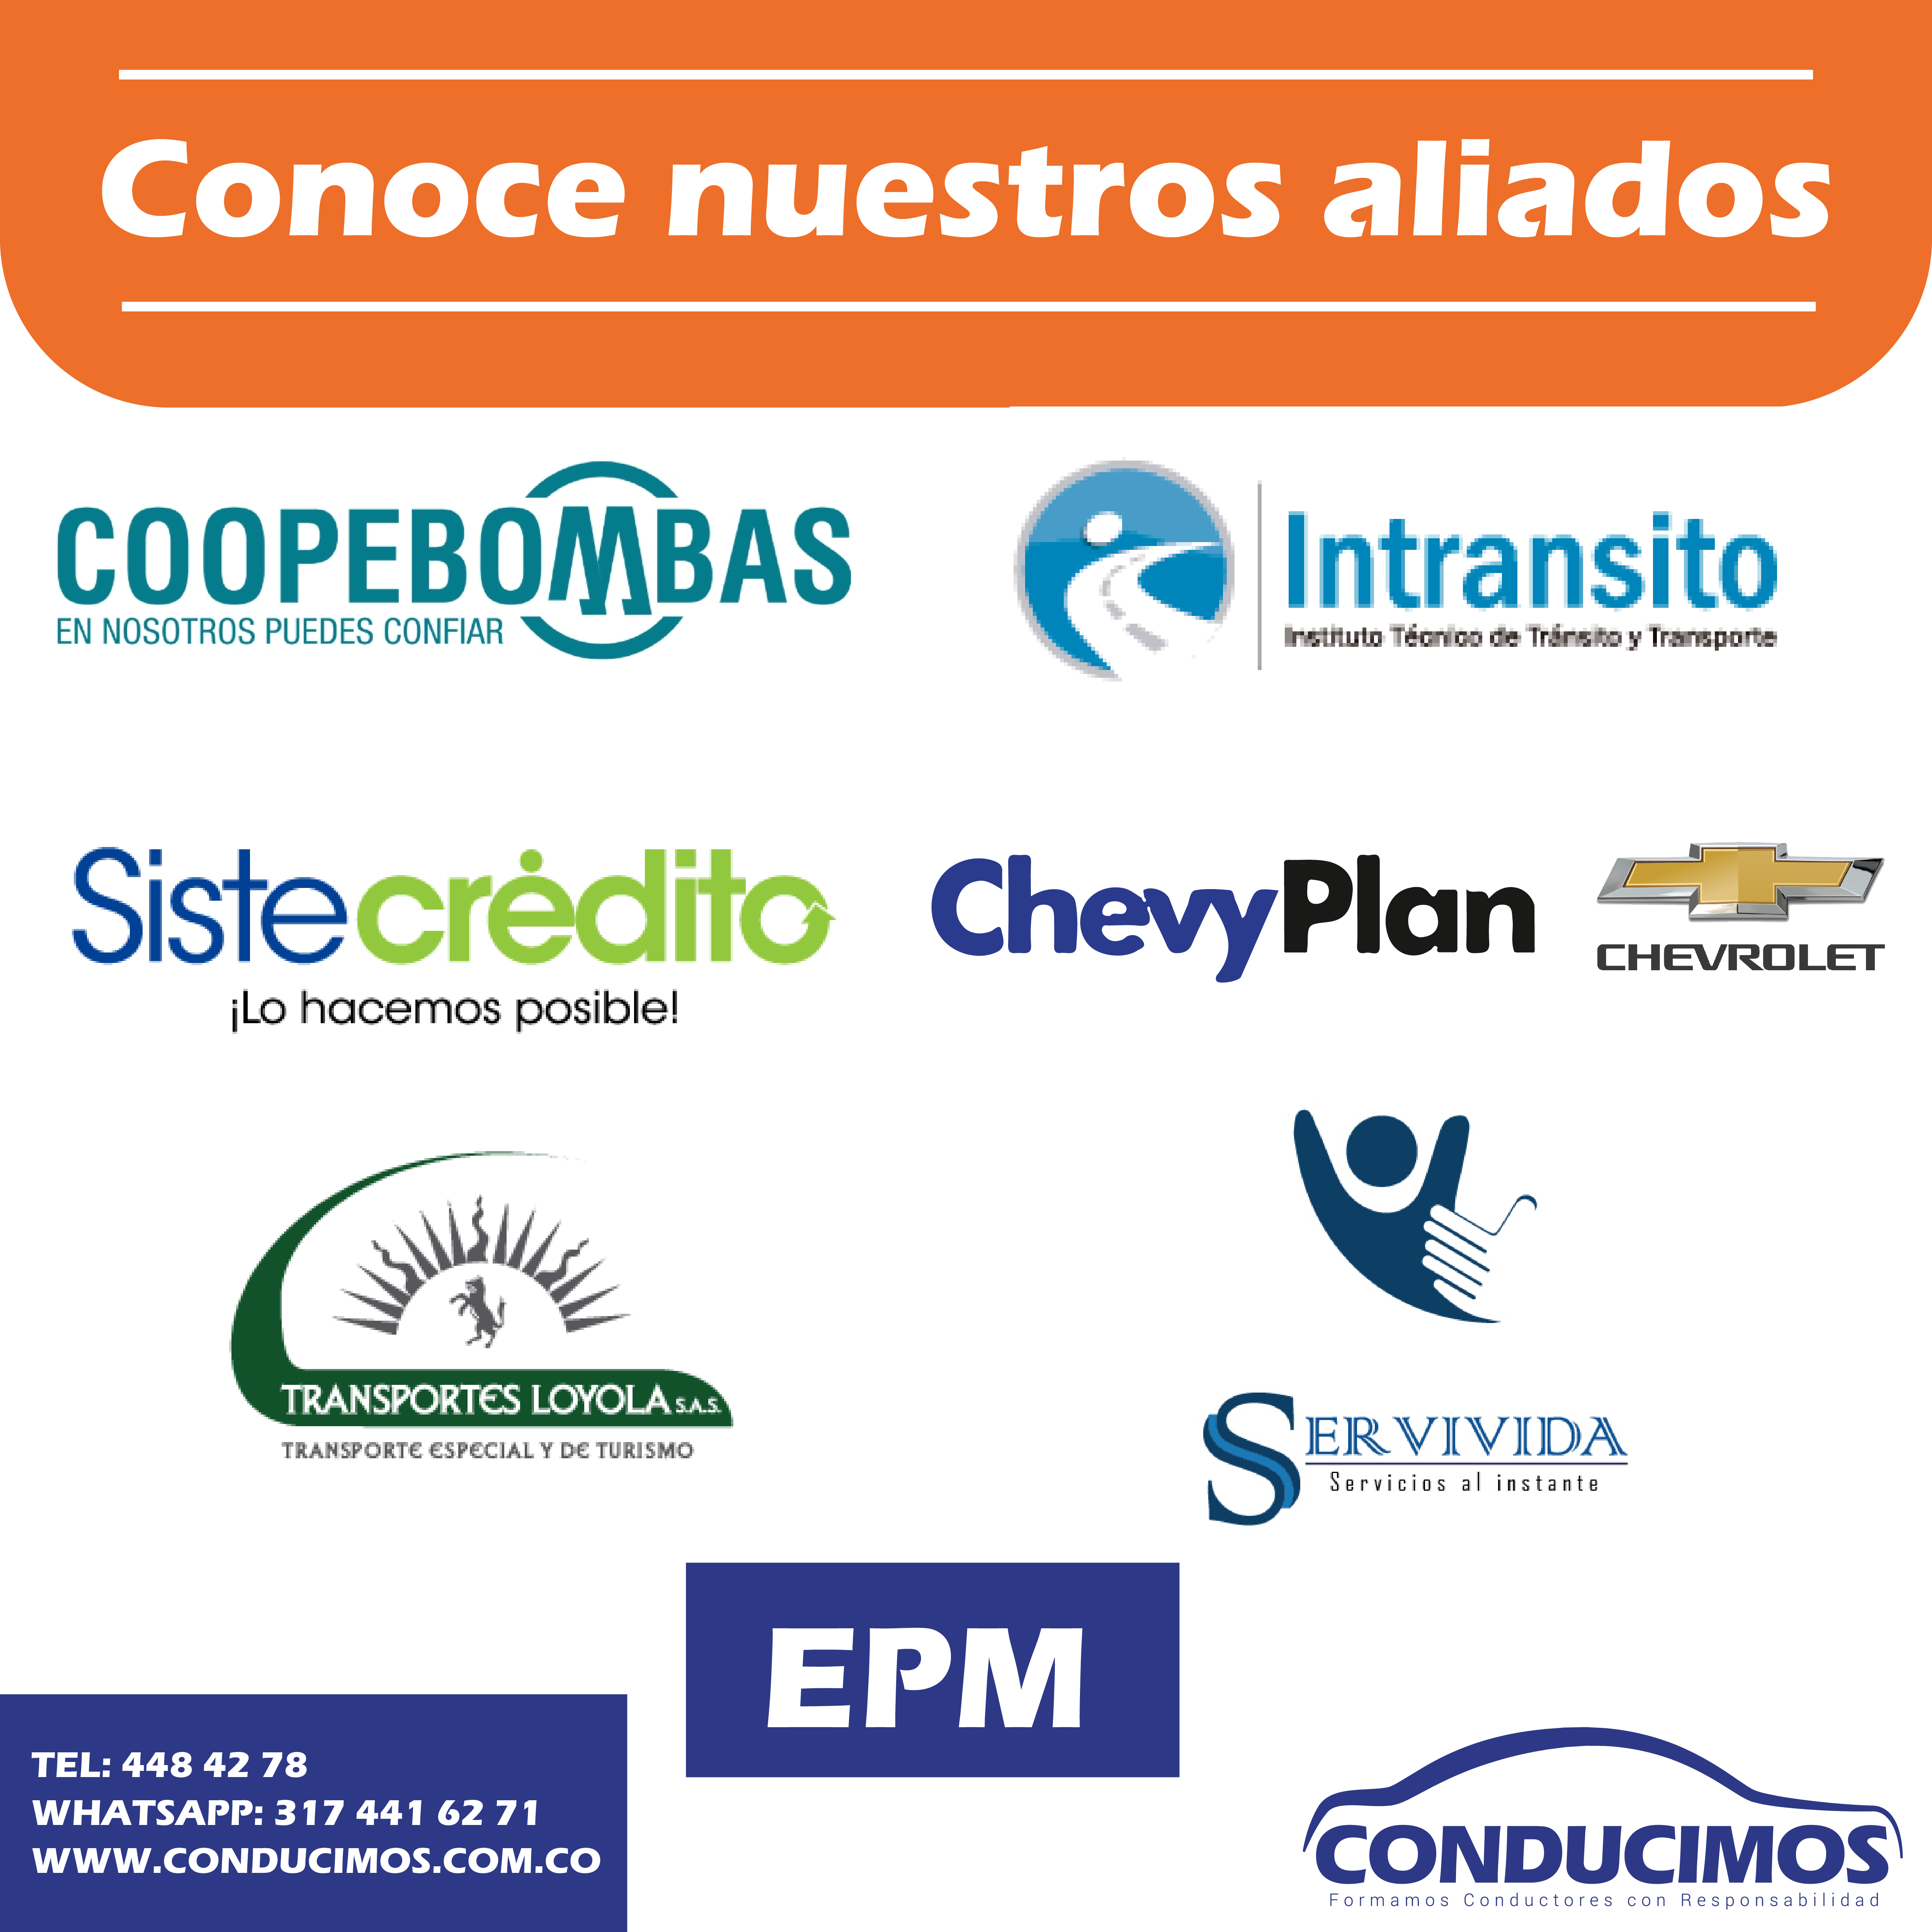 Conoce nuestros aliados
COOPEBOMBAS
EN NOSOTROS PUEDES CONFIAR
Intransito
Instituto Técnico de Tránsito y Transporte
Sistecrédito
¡Lo hacemos posible!
ChevyPlan
CHEVROLET
TRANSPORTES LOYOLA S.A.S.
TRANSPORTE ESPECIAL Y DE TURISMO
SERVIVIDA
Servicios al instante
EPM
TEL: 448 42 78
WHATSAPP: 317 441 62 71
WWW.CONDUCIMOS.COM.CO
CONDUCIMOS
Formamos Conductores con Responsabilidad